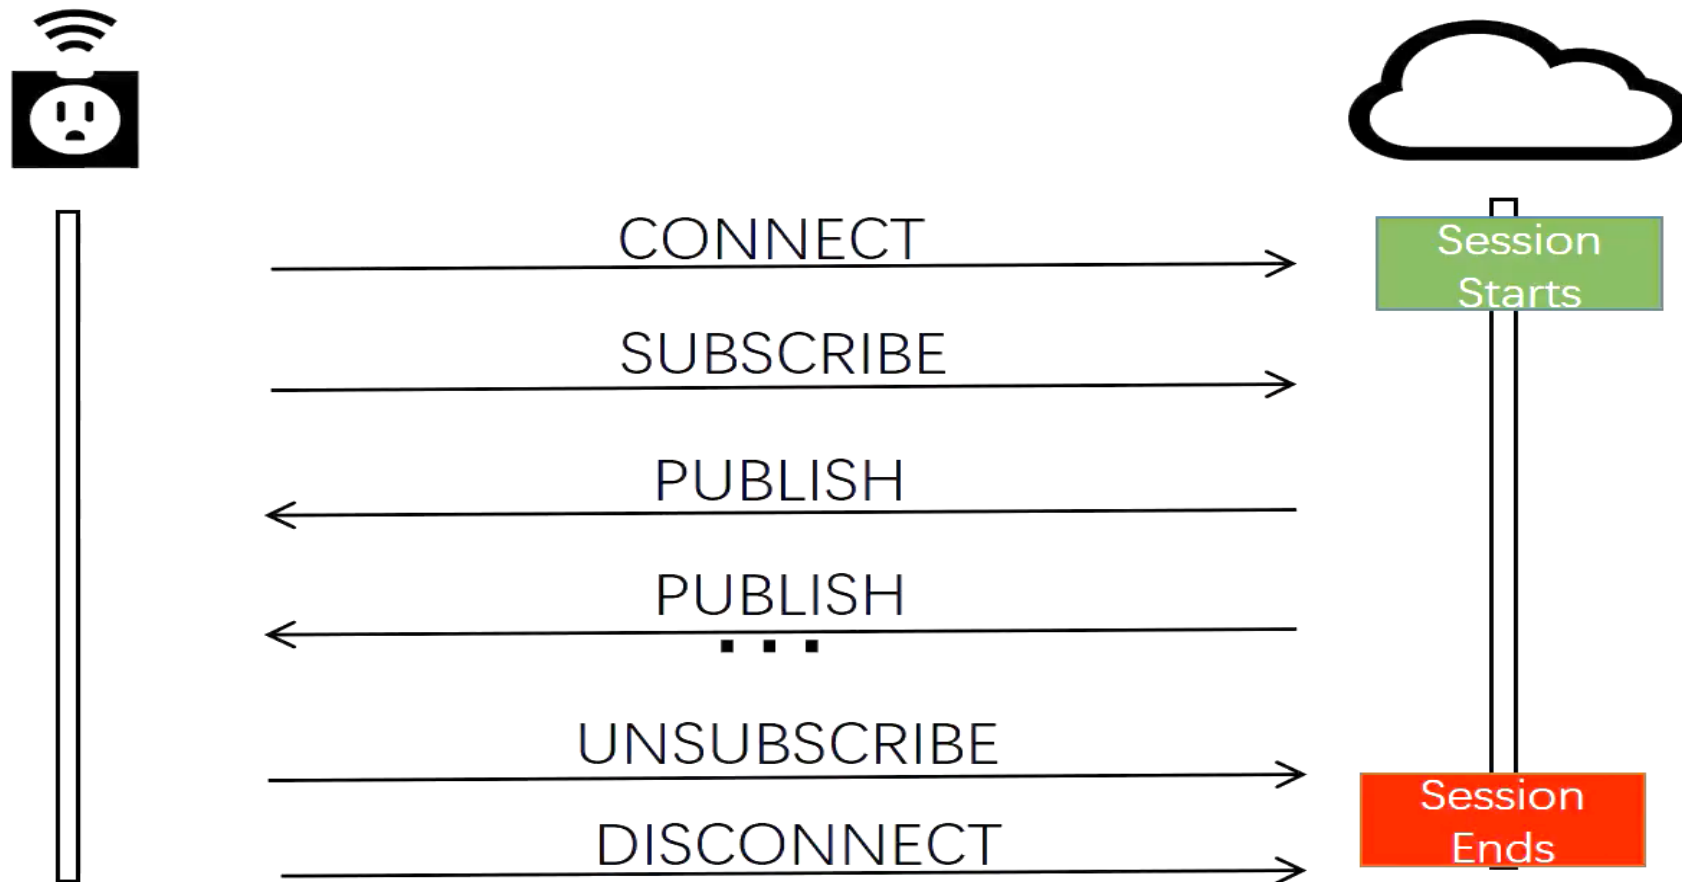 CONNECT
Session
Starts
SUBSCRIBE
PUBLISH
PUBLISH
...
UNSUBSCRIBE
Session
Ends
DISCONNECT